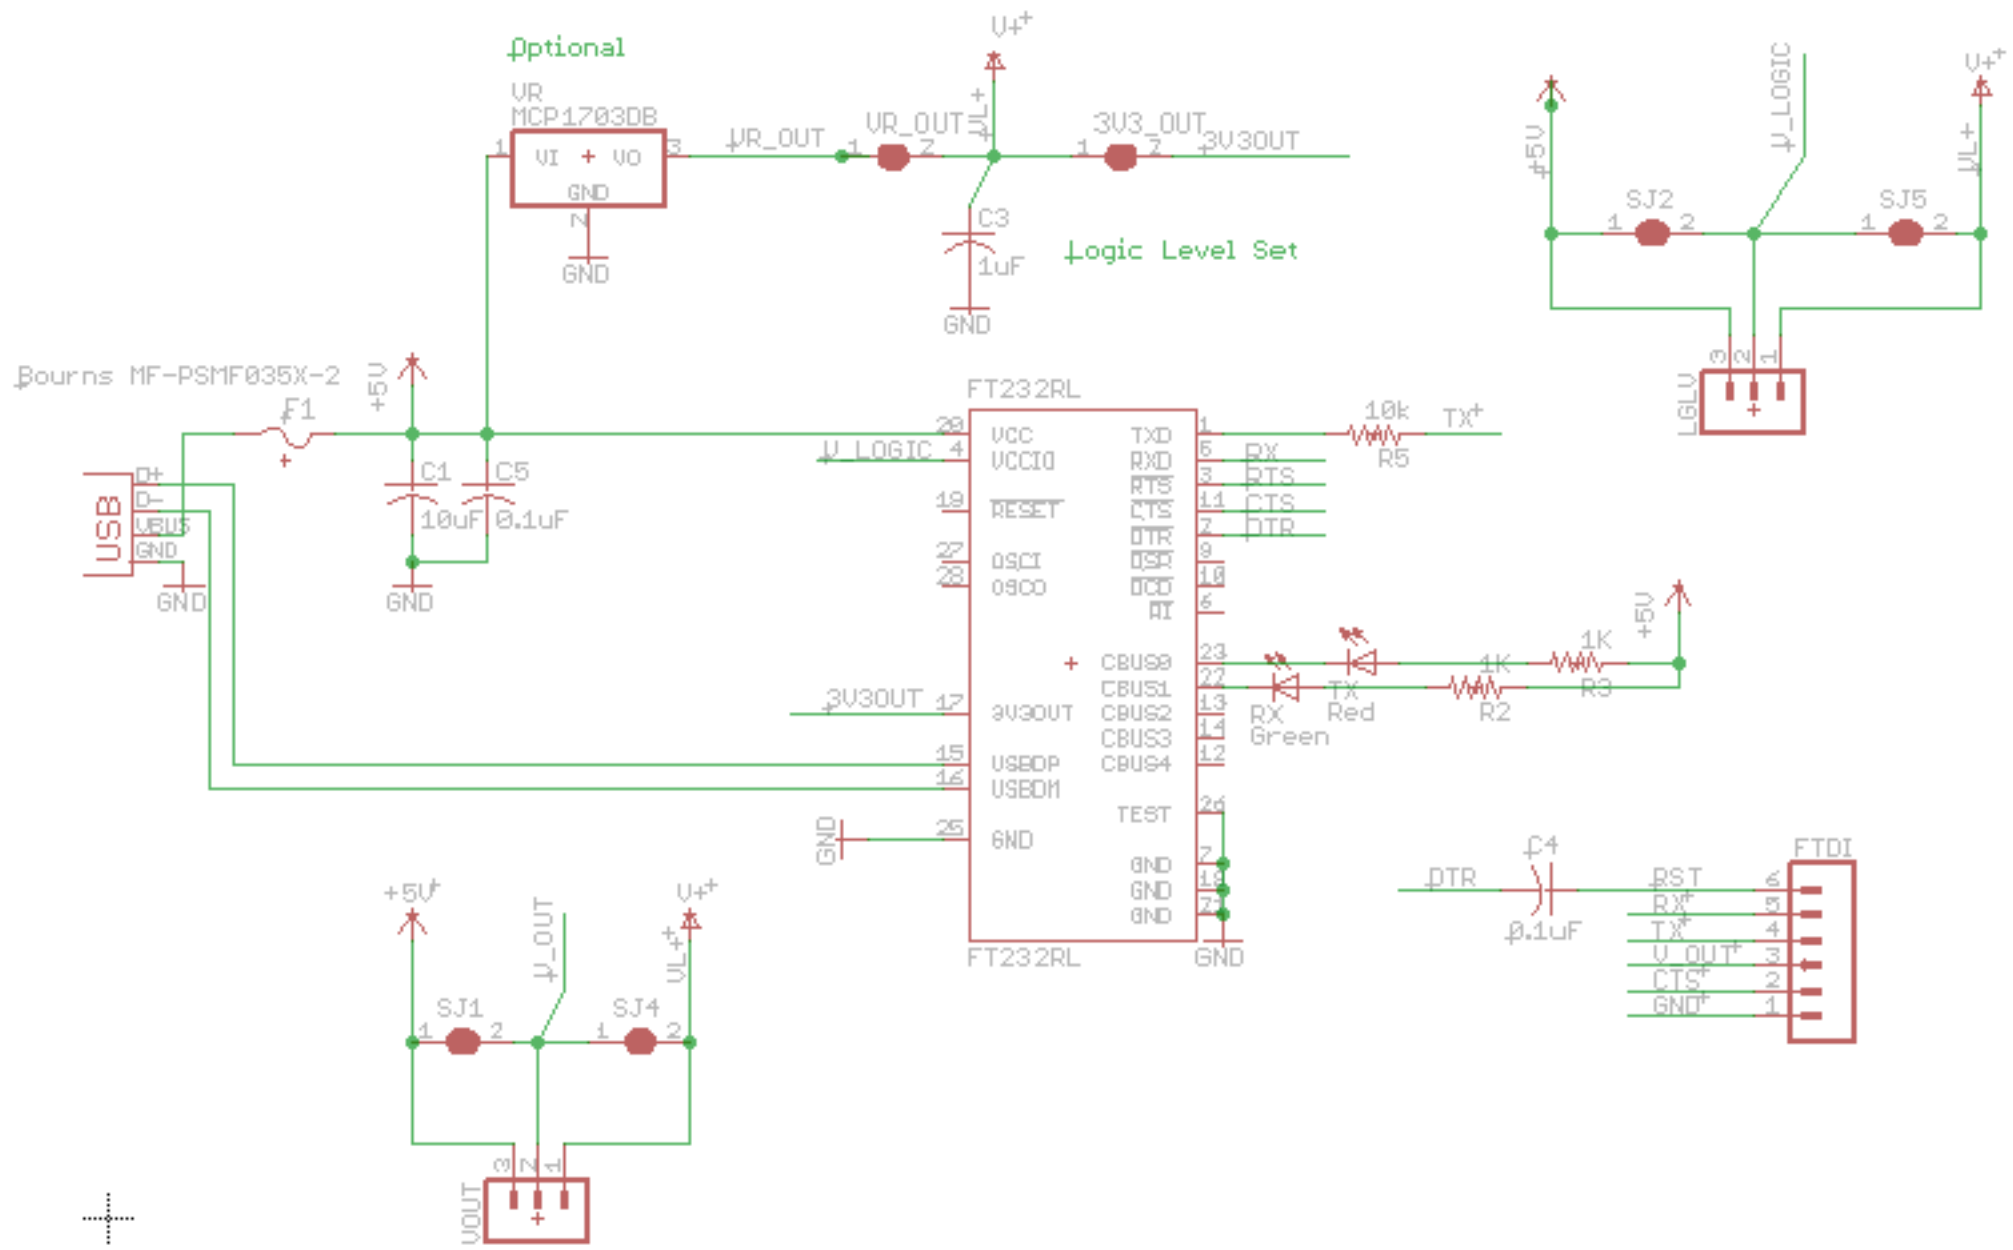 Optional
VR
MCP1703DB
1
VI
VO
3
GND
2
GND
VR_OUT
VR_OUT
1
2
V+
VL+
3V3_OUT
1
2
3V3OUT
C3
1uF
GND
Logic Level Set
+5V
V_LOGIC
V+
VL+
SJ2
1
2
SJ5
1
2
3
2
1
LGLV
Bourns MF-PSMF035X-2
F1
+5V
C1
10uF
C5
0.1uF
GND
USB
D+
D-
VBUS
GND
GND
FT232RL
20
VCC
V_LOGIC
4
VCCIO
19
RESET
27
OSCI
28
OSCO
3V3OUT
17
3V3OUT
15
USBDP
16
USBDM
GND
25
GND
TXD
1
10k
R5
TX
RXD
5
RX
RTS
3
RTS
CTS
11
CTS
DTR
2
DTR
DSR
9
DCD
10
RI
6
CBUS0
23
CBUS1
22
CBUS2
13
CBUS3
14
CBUS4
12
TEST
26
GND
7
GND
18
GND
21
GND
FT232RL
RX
Green
TX
Red
1K
R2
1K
R3
+5V
DTR
C4
0.1uF
FTDI
RST
6
RX
5
TX
4
V_OUT
3
CTS
2
GND
1
+5V
V_OUT
V+
VL+
SJ1
1
2
SJ4
1
2
3
2
1
VOUT